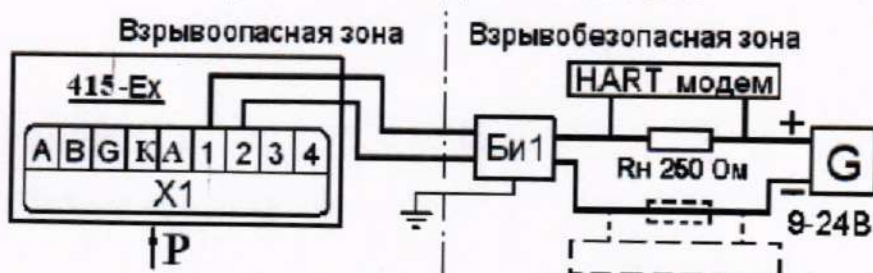 Взрывоопасная зона
Взрывобезопасная зона
415-Ex
HART модем
A B G K A 1 2 3 4
X1
Би1
Rн 250 Ом
+
G
−
9-24В
P